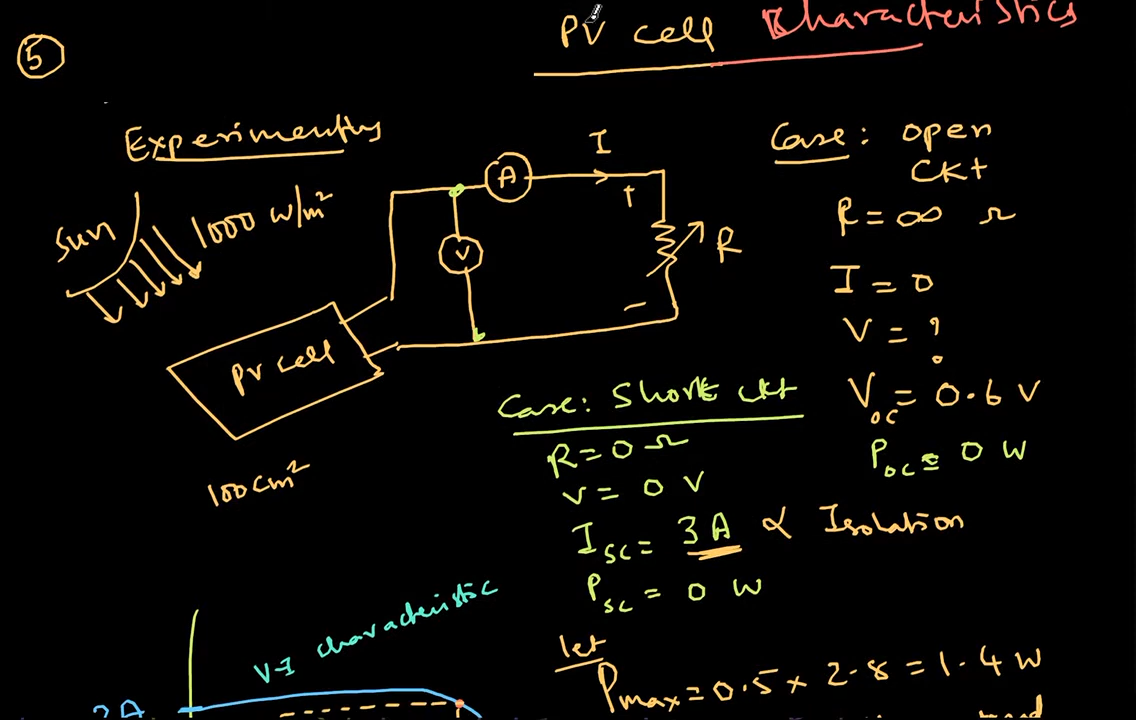 5
PV cell Characteristics
Experimently
Sun
1000 W/m²
A
I
V
+
R
−
PV cell
100 cm²
Case: open
CKt
R = ∞ Ω
I = 0
V = ?
Voc = 0.6 V
Poc = 0 W
Case: Short ckt
R = 0 Ω
V = 0 V
Isc = 3 A ∝ Isolation
Psc = 0 W
let
Pmax = 0.5 × 2.8 = 1.4 W
V-I characteristic
3A